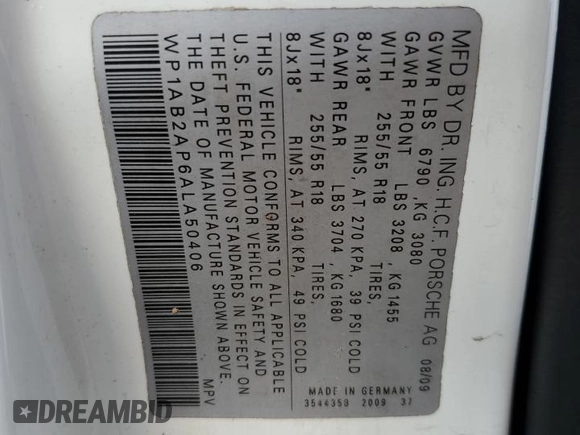 MFD BY DR. ING. H.C.F. PORSCHE AG 08/09
GVWR LBS 6790 ,KG 3080
GAWR FRONT LBS 3208 ,KG 1455
WITH 255/55 R18 TIRES,
8Jx18" RIMS, AT 270 KPA, 39 PSI COLD
GAWR REAR LBS 3704 ,KG 1680
WITH 255/55 R18 TIRES,
8Jx18" RIMS, AT 340 KPA, 49 PSI COLD
THIS VEHICLE CONFORMS TO ALL APPLICABLE
U.S. FEDERAL MOTOR VEHICLE SAFETY AND
THEFT PREVENTION STANDARDS IN EFFECT ON
THE DATE OF MANUFACTURE SHOWN ABOVE.
WP1AB2AP6ALA50406
MPV
MADE IN GERMANY
3544359 2009 37
DREAMBID